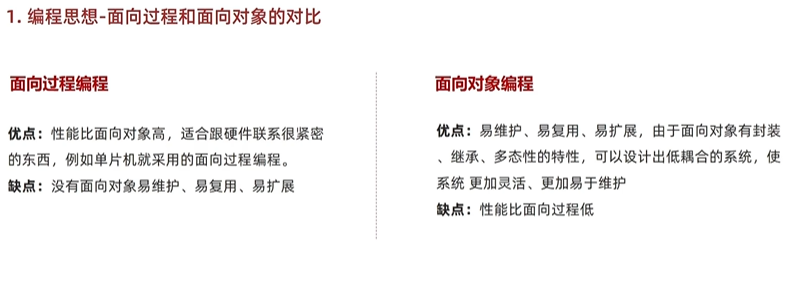 1. 编程思想-面向过程和面向对象的对比
面向过程编程
优点：性能比面向对象高，适合跟硬件联系很紧密
的东西，例如单片机就采用的面向过程编程。
缺点：没有面向对象易维护、易复用、易扩展
面向对象编程
优点：易维护、易复用、易扩展，由于面向对象有封装
、继承、多态性的特性，可以设计出低耦合的系统，使
系统 更加灵活、更加易于维护
缺点：性能比面向过程低